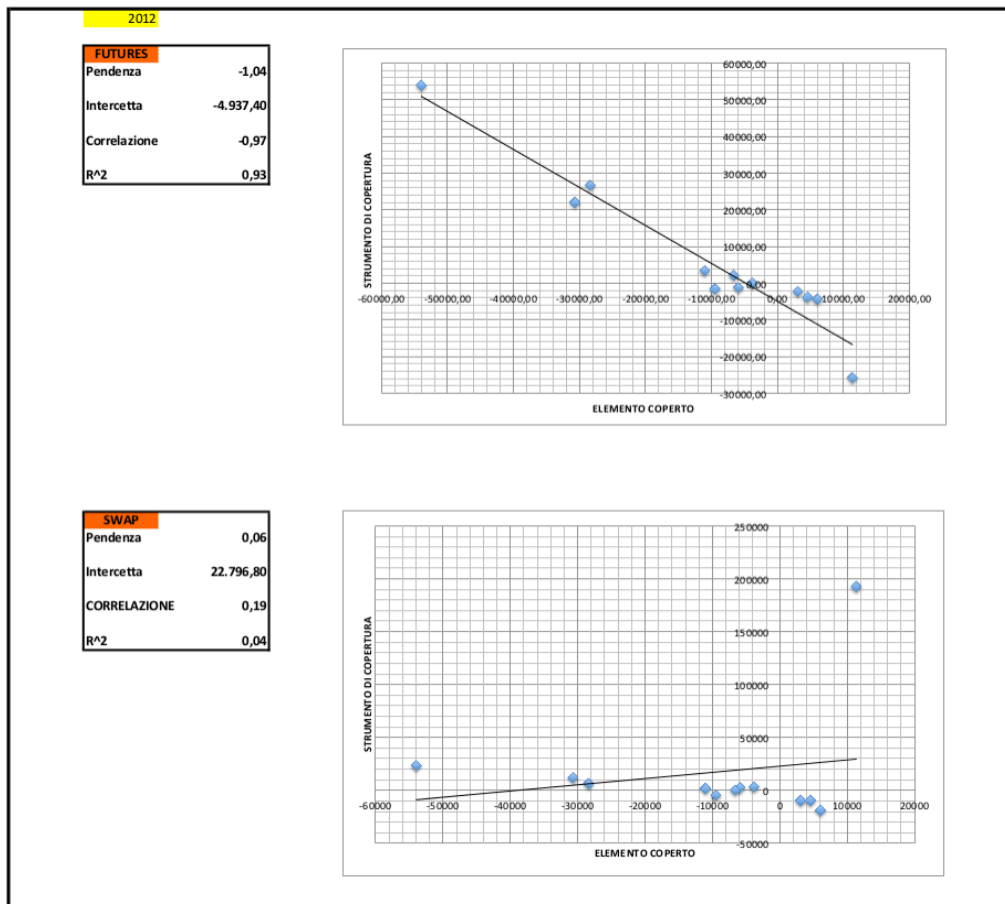 2012
FUTURES
Pendenza -1,04
Intercetta -4.937,40
Correlazione -0,97
R^2 0,93
60000,00
50000,00
40000,00
30000,00
20000,00
10000,00
0,00
-10000,00
-20000,00
-30000,00
-60000,00 -50000,00 -40000,00 -30000,00 -20000,00 -10000,00 0,00 10000,00 20000,00
STRUMENTO DI COPERTURA
ELEMENTO COPERTO
SWAP
Pendenza 0,06
Intercetta 22.796,80
CORRELAZIONE 0,19
R^2 0,04
250000
200000
150000
100000
50000
0
-50000
-60000 -50000 -40000 -30000 -20000 -10000 0 10000 20000
STRUMENTO DI COPERTURA
ELEMENTO COPERTO